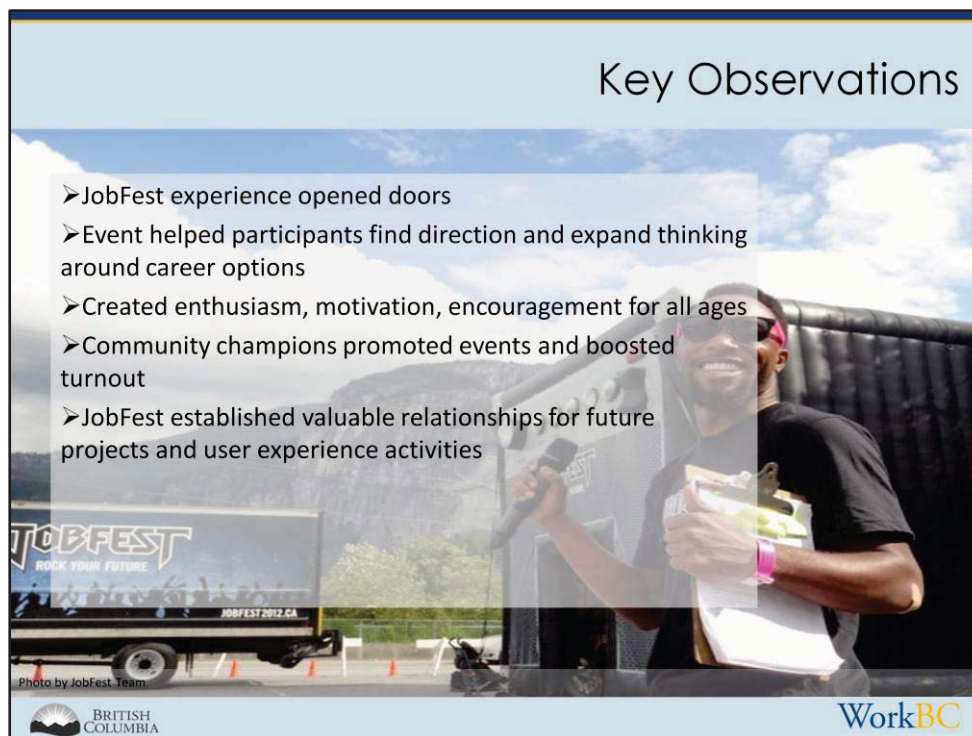 Key Observations
➤JobFest experience opened doors
➤Event helped participants find direction and expand thinking
around career options
➤Created enthusiasm, motivation, encouragement for all ages
➤Community champions promoted events and boosted
turnout
➤JobFest established valuable relationships for future
projects and user experience activities
JOBFEST
ROCK YOUR FUTURE
JOBFEST2012.CA
Photo by JobFest Team
BRITISH
COLUMBIA
WorkBC